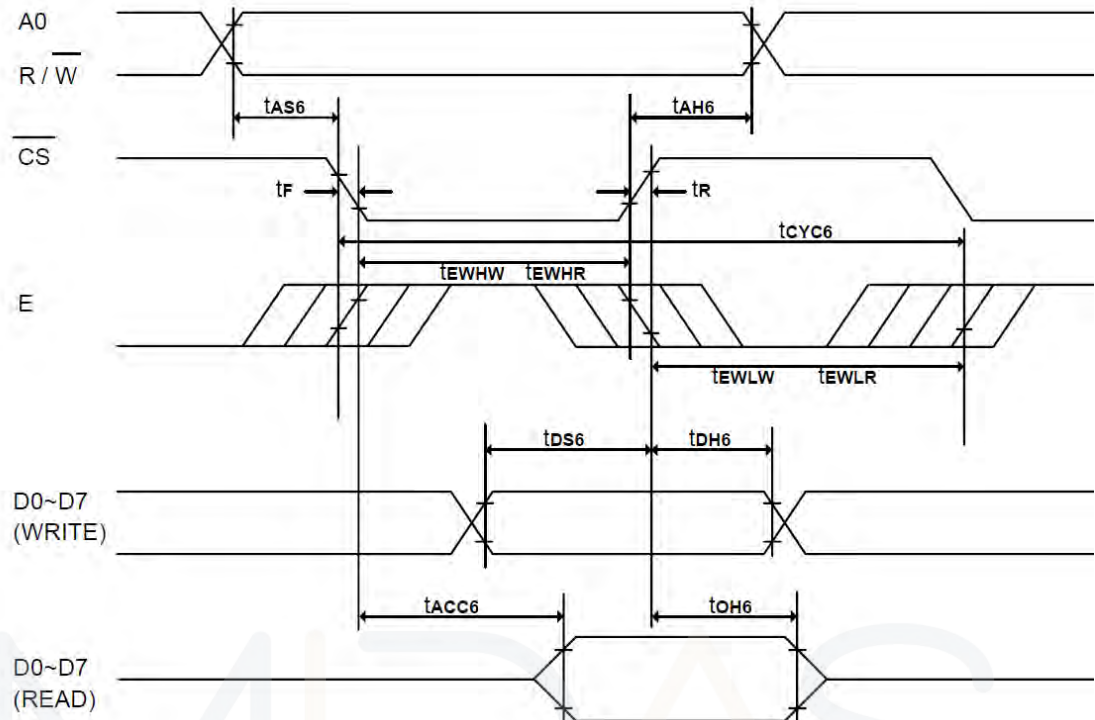 A0
R / W
tAS6
tAH6
CS
tF
tR
tCYC6
tEWHW tEWHR
E
tEWLW tEWLR
tDS6
tDH6
D0~D7
(WRITE)
tACC6
tOH6
D0~D7
(READ)
MIDAS